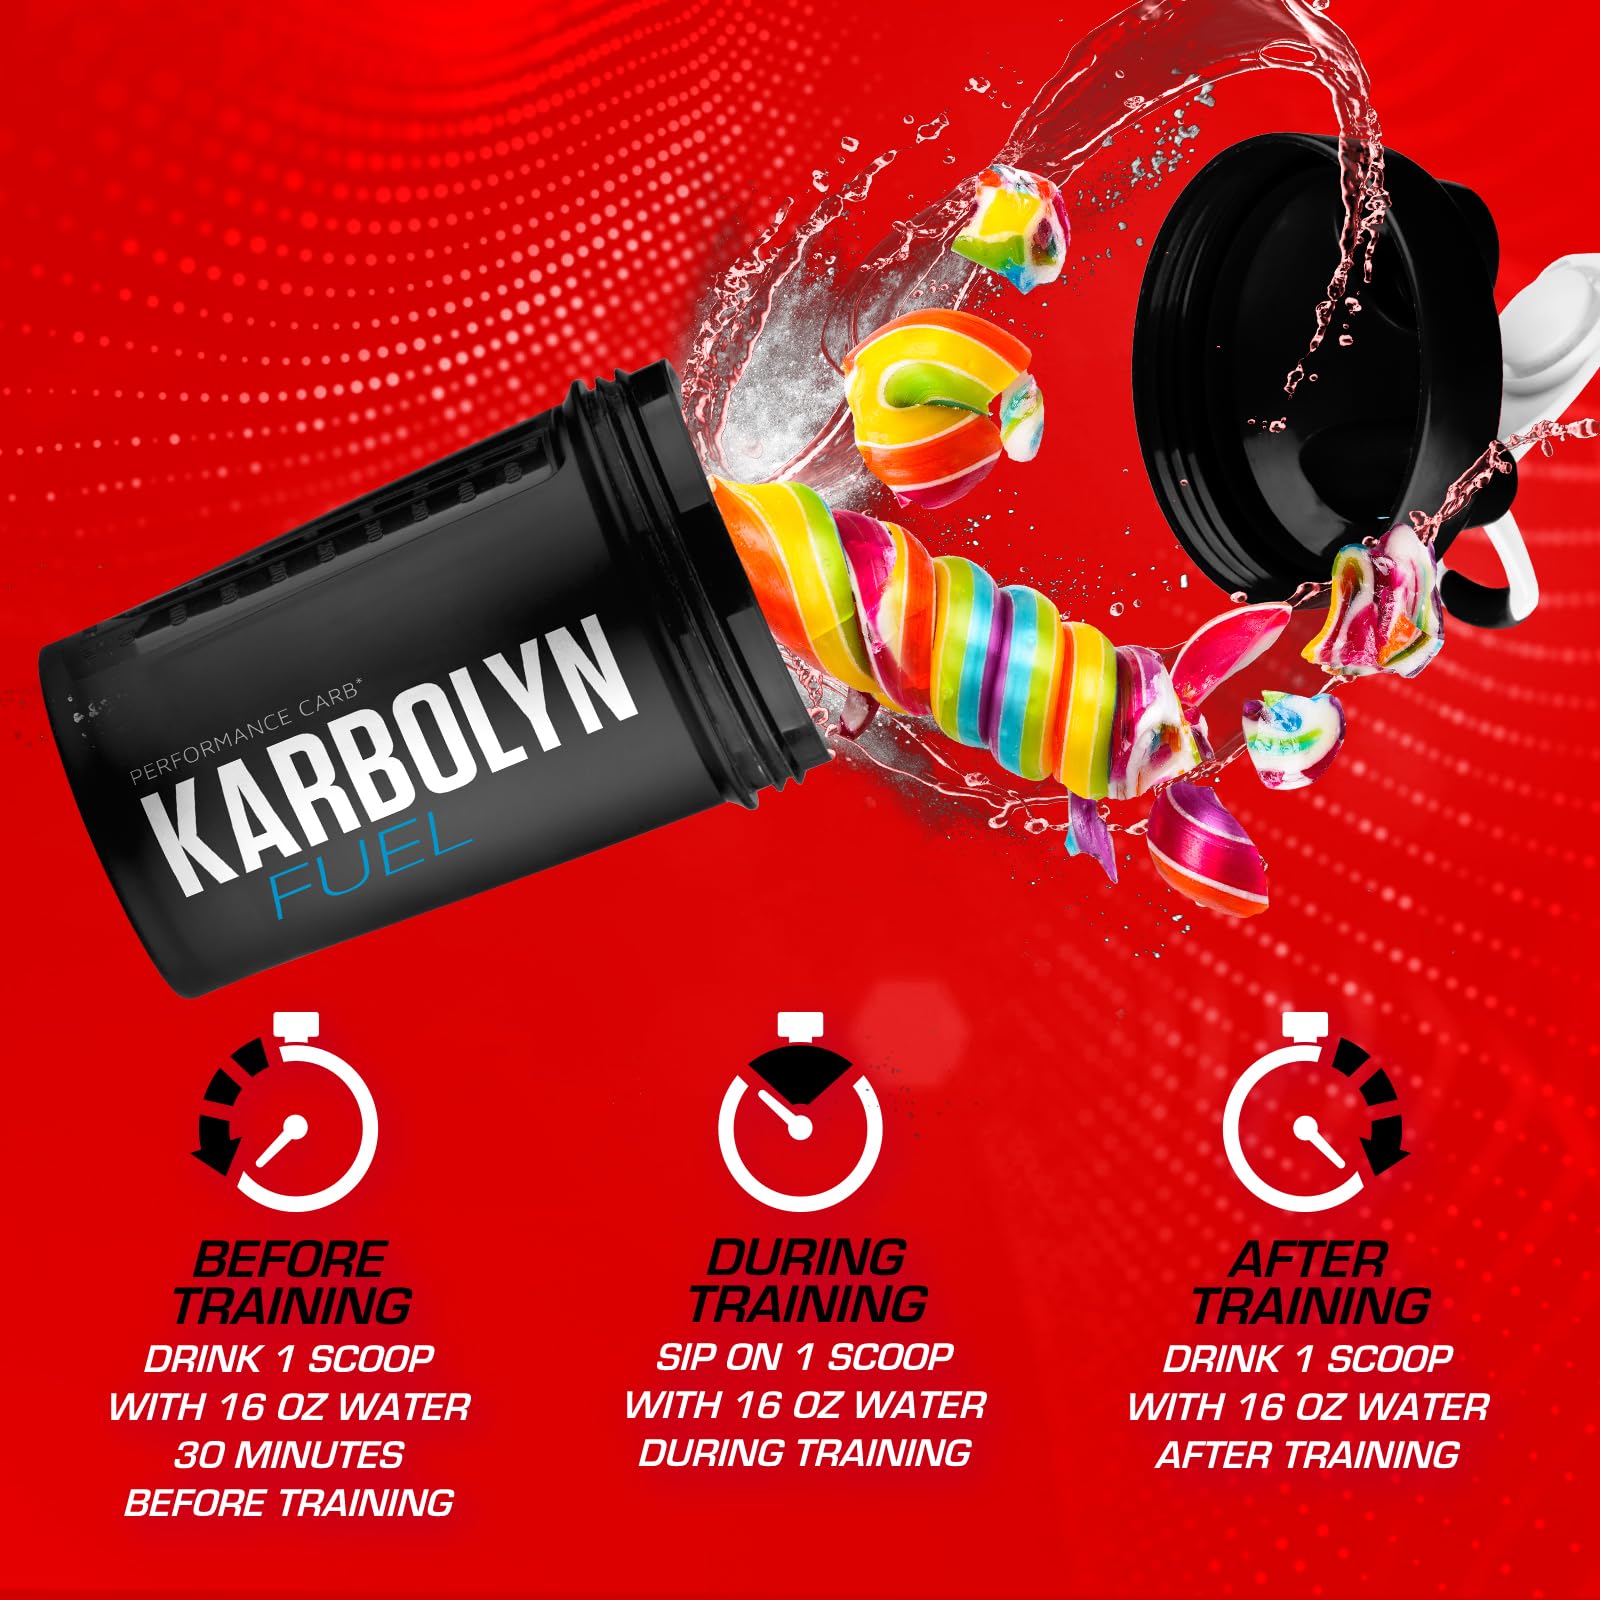 PERFORMANCE CARB*
KARBOLYN
FUEL
BEFORE
TRAINING
DRINK 1 SCOOP
WITH 16 OZ WATER
30 MINUTES
BEFORE TRAINING
DURING
TRAINING
SIP ON 1 SCOOP
WITH 16 OZ WATER
DURING TRAINING
AFTER
TRAINING
DRINK 1 SCOOP
WITH 16 OZ WATER
AFTER TRAINING